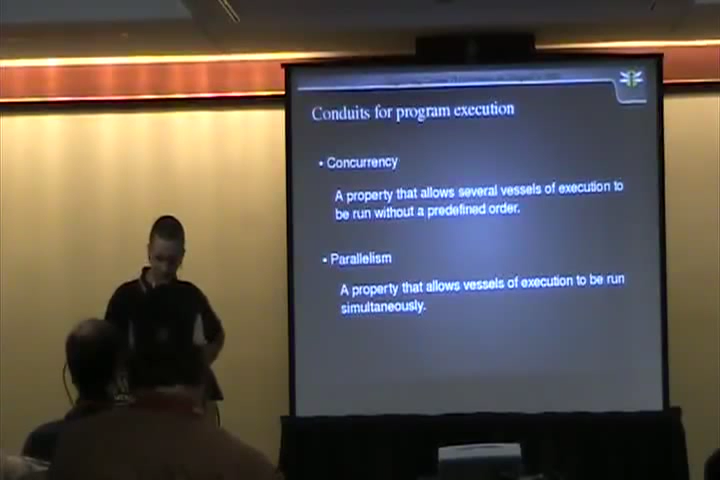 Conduits for program execution
• Concurrency
A property that allows several vessels of execution to
be run without a predefined order.
• Parallelism
A property that allows vessels of execution to be run
simultaneously.